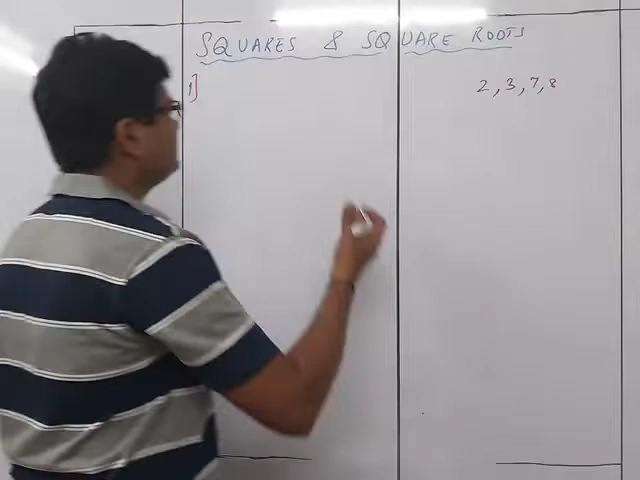 SQUARES & SQUARE ROOTS
1]
2, 3, 7, 8